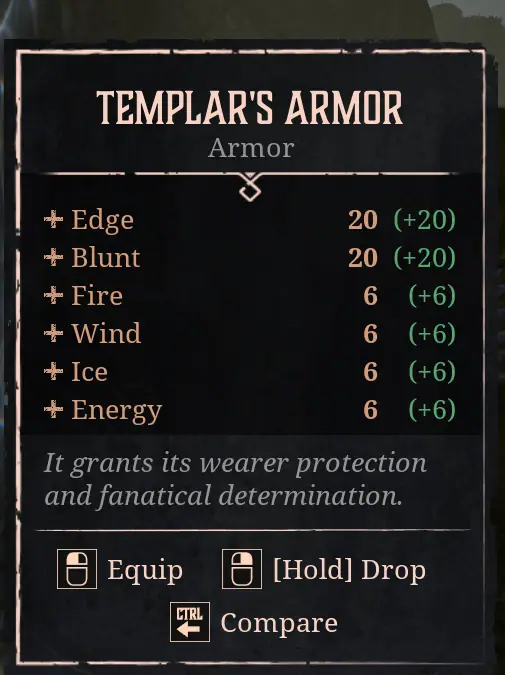 TEMPLAR'S ARMOR
Armor
Edge 20 (+20)
Blunt 20 (+20)
Fire 6 (+6)
Wind 6 (+6)
Ice 6 (+6)
Energy 6 (+6)
It grants its wearer protection
and fanatical determination.
Equip [Hold] Drop
CTRL Compare